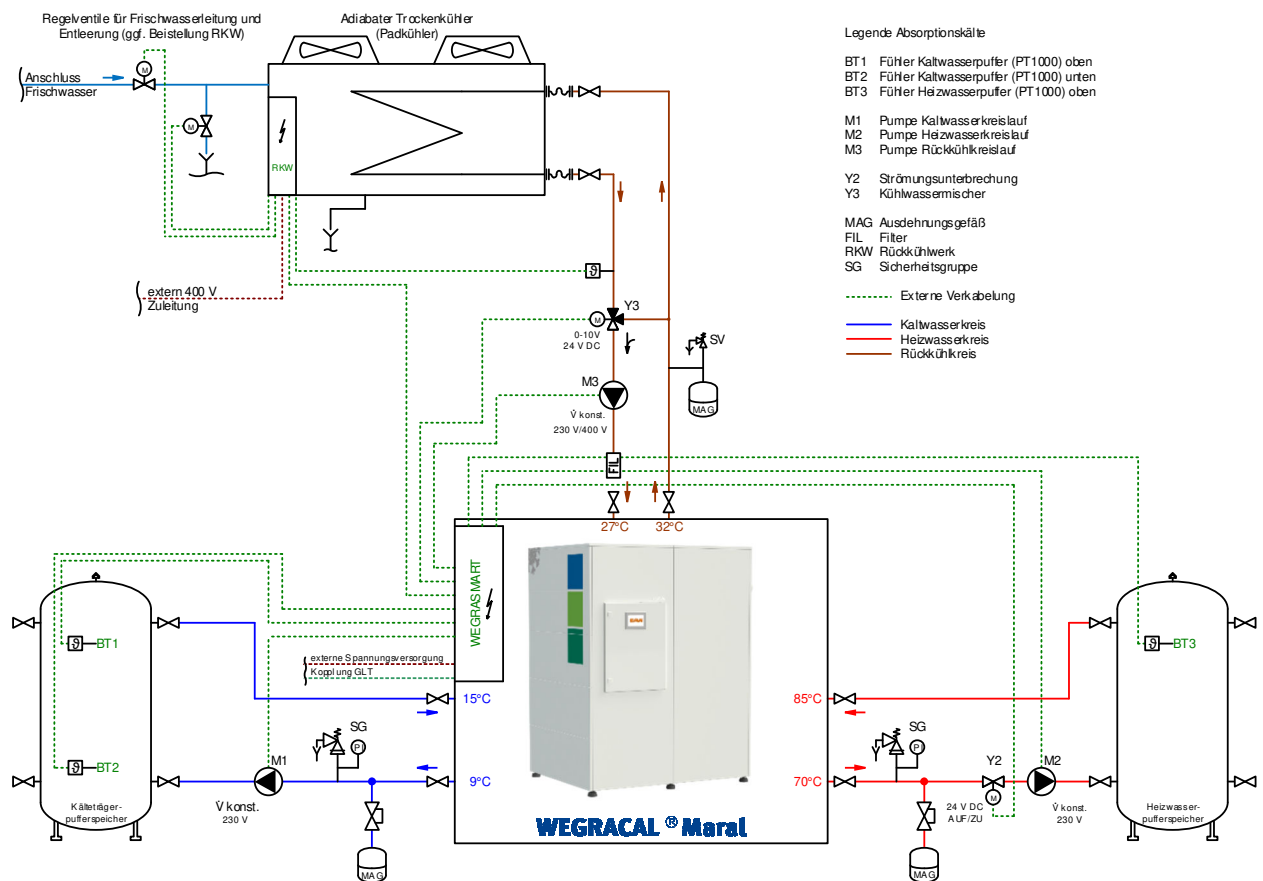 Regelventile für Frischwasserleitung und
Entleerung (ggf. Beistellung RKW)
Adiabater Trockenkühler
(Padkühler)
Anschluss
Frischwasser
M
M
RKW
extern 400 V
Zuleitung
Legende Absorptionskälte
BT1 Fühler Kaltwasserpuffer (PT1000) oben
BT2 Fühler Kaltwasserpuffer (PT1000) unten
BT3 Fühler Heizwasserpuffer (PT1000) oben
M1 Pumpe Kaltwasserkreislauf
M2 Pumpe Heizwasserkreislauf
M3 Pumpe Rückkühlkreislauf
Y2 Strömungsunterbrechung
Y3 Kühlwassermischer
MAG Ausdehnungsgefäß
FIL Filter
RKW Rückkühlwerk
SG Sicherheitsgruppe
Externe Verkabelung
Kaltwasserkreis
Heizwasserkreis
Rückkühlkreis
ϑ
Y3
M
0-10V
24 V DC
SV
MAG
M3
V̇ konst.
230 V/400 V
FIL
27°C
32°C
WEGRASMART
externe Spannungsversorgung
Kopplung GLT
15°C
9°C
85°C
70°C
WEGRACAL ® Maral
ϑ BT1
ϑ BT2
Kälteträger-
pufferspeicher
M1
V̇ konst.
230 V
SG
PI
MAG
SG
PI
MAG
Y2
M
24 V DC
AUF/ZU
M2
V̇ konst.
230 V
ϑ BT3
Heizwasser-
pufferspeicher